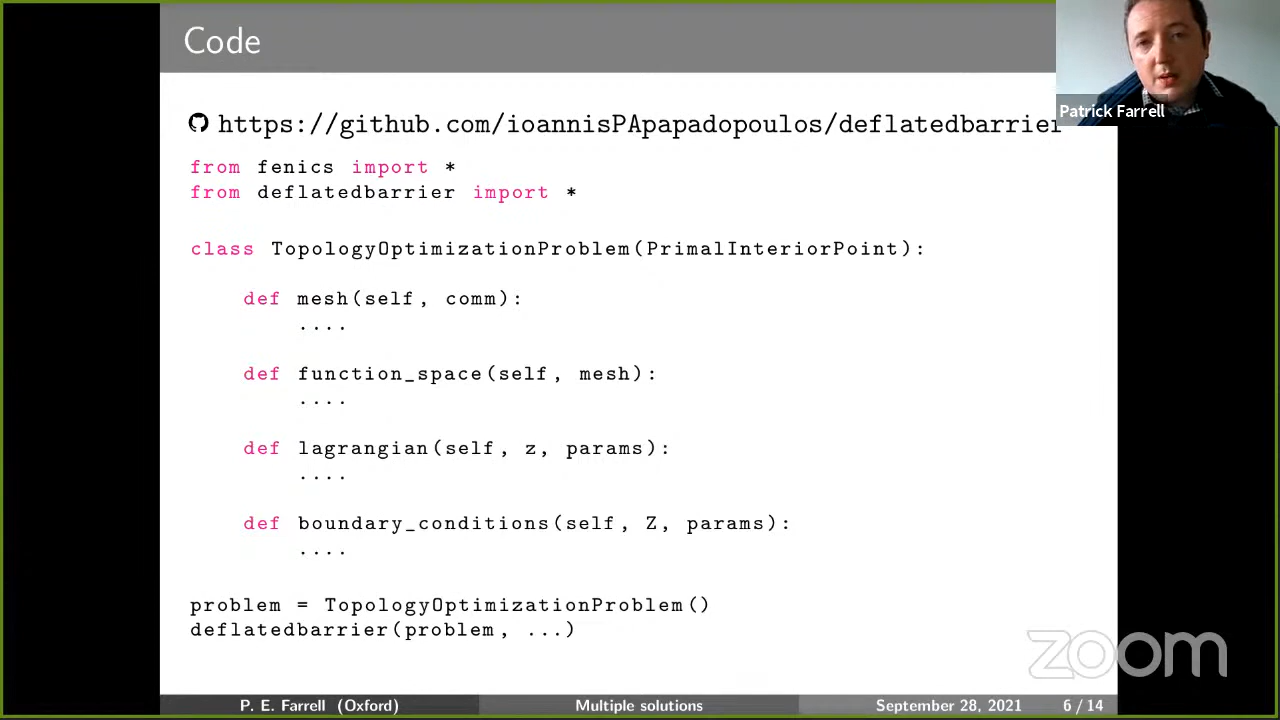 Code
https://github.com/ioannisPApapadopoulos/deflatedbarrier
Patrick Farrell
from fenics import *
from deflatedbarrier import *
class TopologyOptimizationProblem(PrimalInteriorPoint):
def mesh(self, comm):
....
def function_space(self, mesh):
....
def lagrangian(self, z, params):
....
def boundary_conditions(self, Z, params):
....
problem = TopologyOptimizationProblem()
deflatedbarrier(problem, ...)
zoom
P. E. Farrell (Oxford) Multiple solutions September 28, 2021 6 / 14